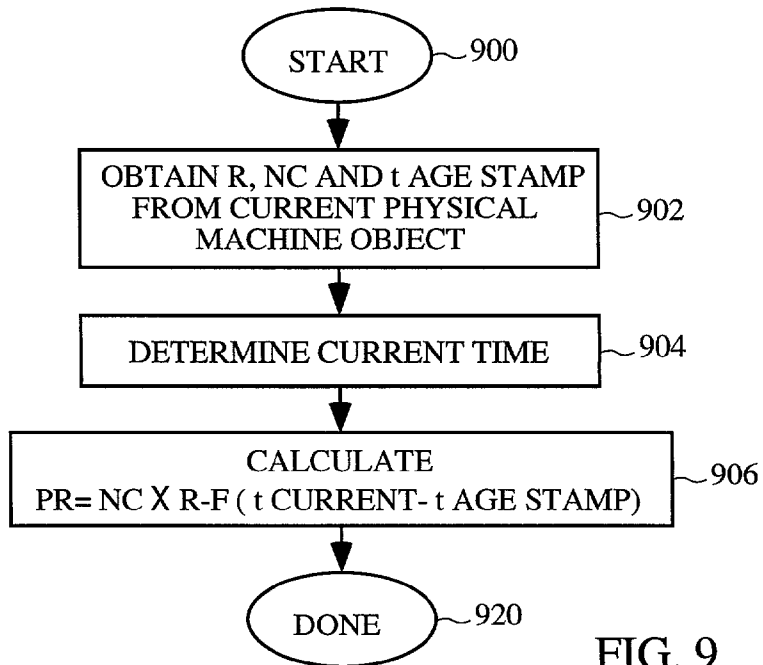 START
900
OBTAIN R, NC AND t AGE STAMP
FROM CURRENT PHYSICAL
MACHINE OBJECT
902
DETERMINE CURRENT TIME
904
CALCULATE
PR= NC X R-F ( t CURRENT- t AGE STAMP)
906
DONE
920
FIG. 9